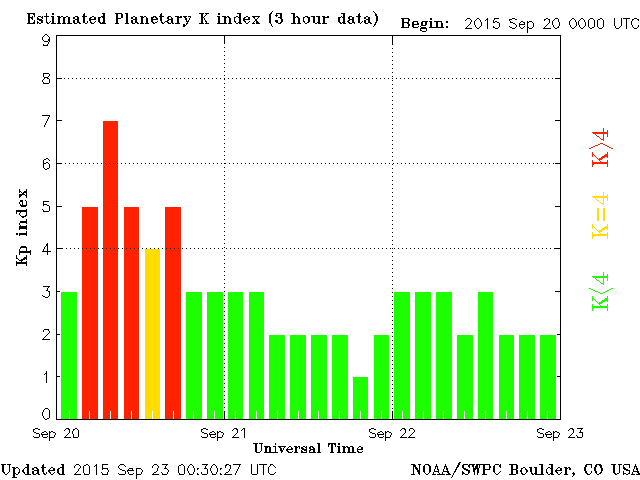 Estimated Planetary K index (3 hour data)
Begin: 2015 Sep 20 0000 UTC
9
8
7
6
5
4
3
2
1
0
Kp index
K>4
K=4
K<4
Sep 20
Sep 21
Sep 22
Sep 23
Universal Time
Updated 2015 Sep 23 00:30:27 UTC
NOAA/SWPC Boulder, CO USA